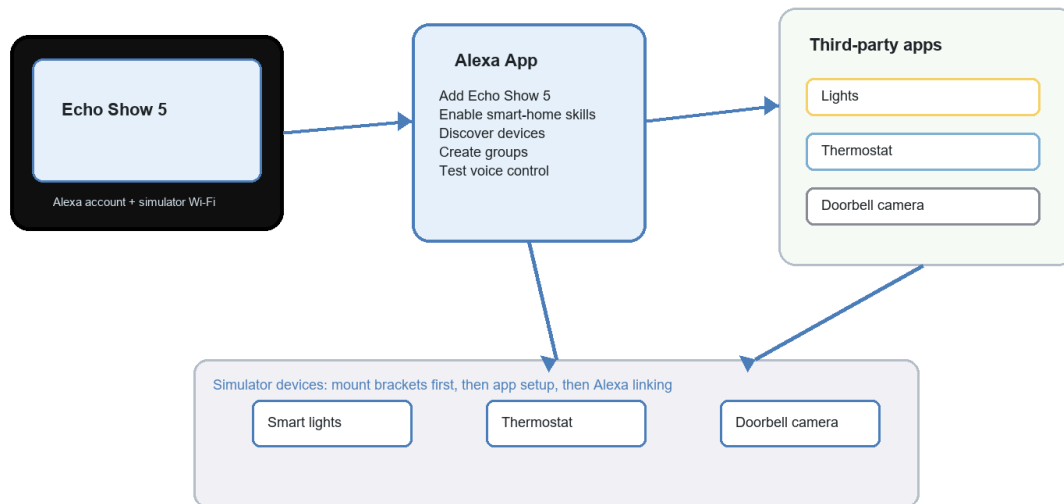 Echo Show 5
Alexa account + simulator Wi-Fi
Alexa App
Add Echo Show 5
Enable smart-home skills
Discover devices
Create groups
Test voice control
Third-party apps
Lights
Thermostat
Doorbell camera
Simulator devices: mount brackets first, then app setup, then Alexa linking
Smart lights
Thermostat
Doorbell camera